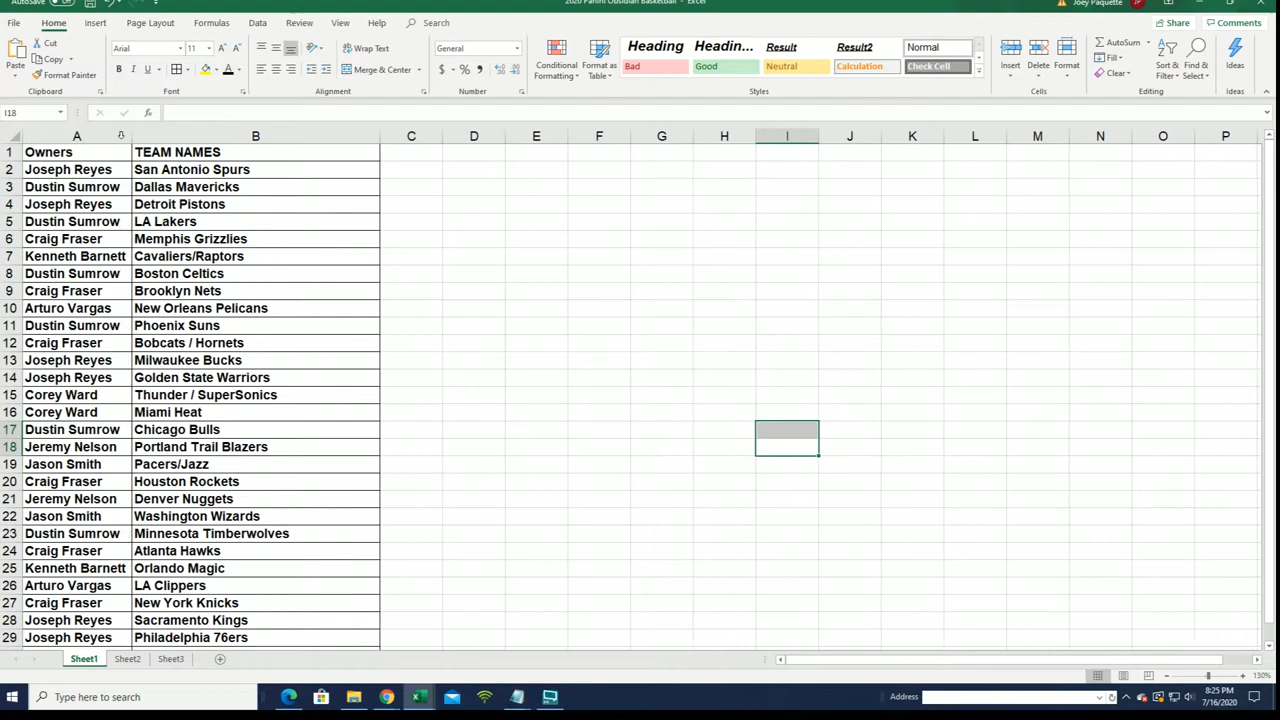 AutoSave Off 2020 Panini Obsidian Basketball - Excel Joey Paquette JP
File Home Insert Page Layout Formulas Data Review View Help Search Share Comments
Paste Cut Copy Format Painter Clipboard
Arial 11 B I U A Font
Wrap Text Merge & Center Alignment
General $ % , Number
Conditional Formatting Format as Table
Heading Headin... Result Result2 Normal
Bad Good Neutral Calculation Check Cell
Styles
Insert Delete Format Cells
AutoSum Fill Clear Sort & Filter Find & Select Editing
Ideas Ideas
I18 fx
A B C D E F G H I J K L M N O P
1 Owners TEAM NAMES
2 Joseph Reyes San Antonio Spurs
3 Dustin Sumrow Dallas Mavericks
4 Joseph Reyes Detroit Pistons
5 Dustin Sumrow LA Lakers
6 Craig Fraser Memphis Grizzlies
7 Kenneth Barnett Cavaliers/Raptors
8 Dustin Sumrow Boston Celtics
9 Craig Fraser Brooklyn Nets
10 Arturo Vargas New Orleans Pelicans
11 Dustin Sumrow Phoenix Suns
12 Craig Fraser Bobcats / Hornets
13 Joseph Reyes Milwaukee Bucks
14 Joseph Reyes Golden State Warriors
15 Corey Ward Thunder / SuperSonics
16 Corey Ward Miami Heat
17 Dustin Sumrow Chicago Bulls
18 Jeremy Nelson Portland Trail Blazers
19 Jason Smith Pacers/Jazz
20 Craig Fraser Houston Rockets
21 Jeremy Nelson Denver Nuggets
22 Jason Smith Washington Wizards
23 Dustin Sumrow Minnesota Timberwolves
24 Craig Fraser Atlanta Hawks
25 Kenneth Barnett Orlando Magic
26 Arturo Vargas LA Clippers
27 Craig Fraser New York Knicks
28 Joseph Reyes Sacramento Kings
29 Joseph Reyes Philadelphia 76ers
Sheet1 Sheet2 Sheet3
130%
Type here to search Address 8:25 PM
7/16/2020